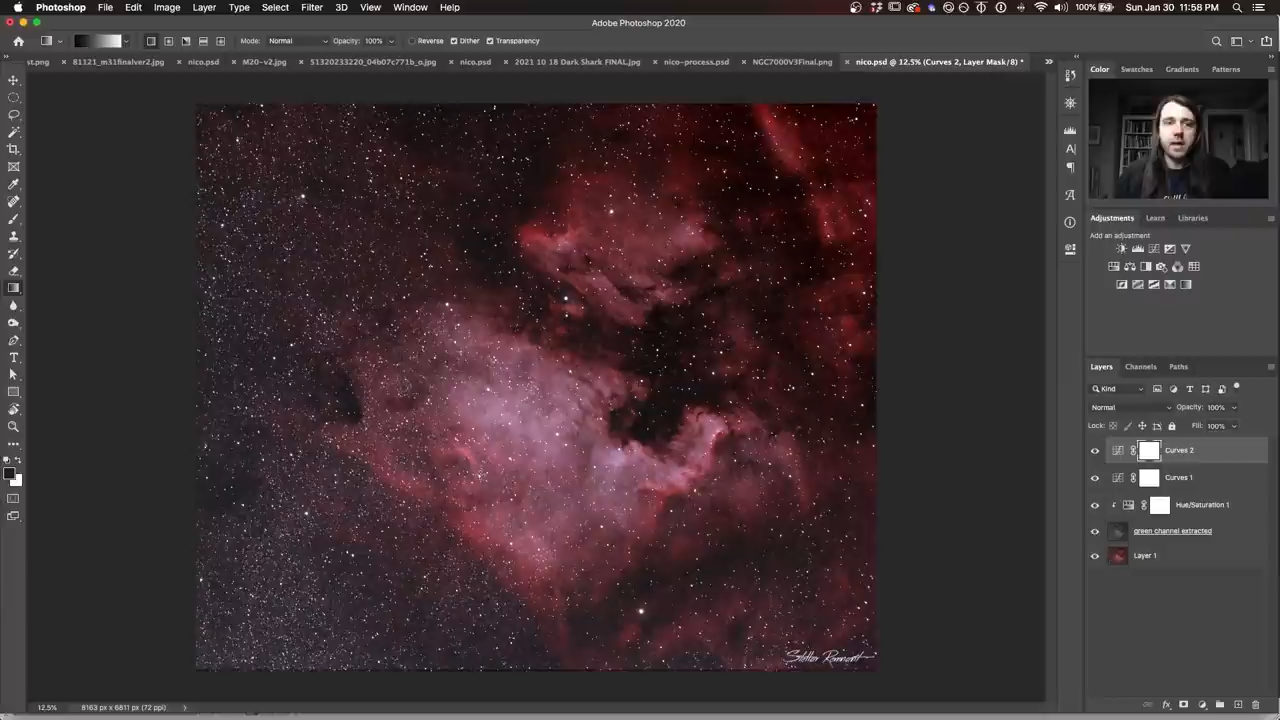 Photoshop File Edit Image Layer Type Select Filter 3D View Window Help 100% Sun Jan 30 11:58 PM
Adobe Photoshop 2020
Mode: Normal Opacity: 100% Reverse Dither Transparency
st.png 81121_m31finalver2.jpg nico.psd M20-v2.jpg 51320233220_04b07c771b_o.jpg nico.psd 2021 10 18 Dark Shark FINAL.jpg nico-process.psd NGC7000V3Final.png nico.psd @ 12.5% (Curves 2, Layer Mask/8) *
Color Swatches Gradients Patterns
Adjustments Learn Libraries
Add an adjustment
Layers Channels Paths
Kind
Normal Opacity: 100%
Lock: Fill: 100%
Curves 2
Curves 1
Hue/Saturation 1
green channel extracted
Layer 1
12.5% 8163 px x 6811 px (72 ppi)